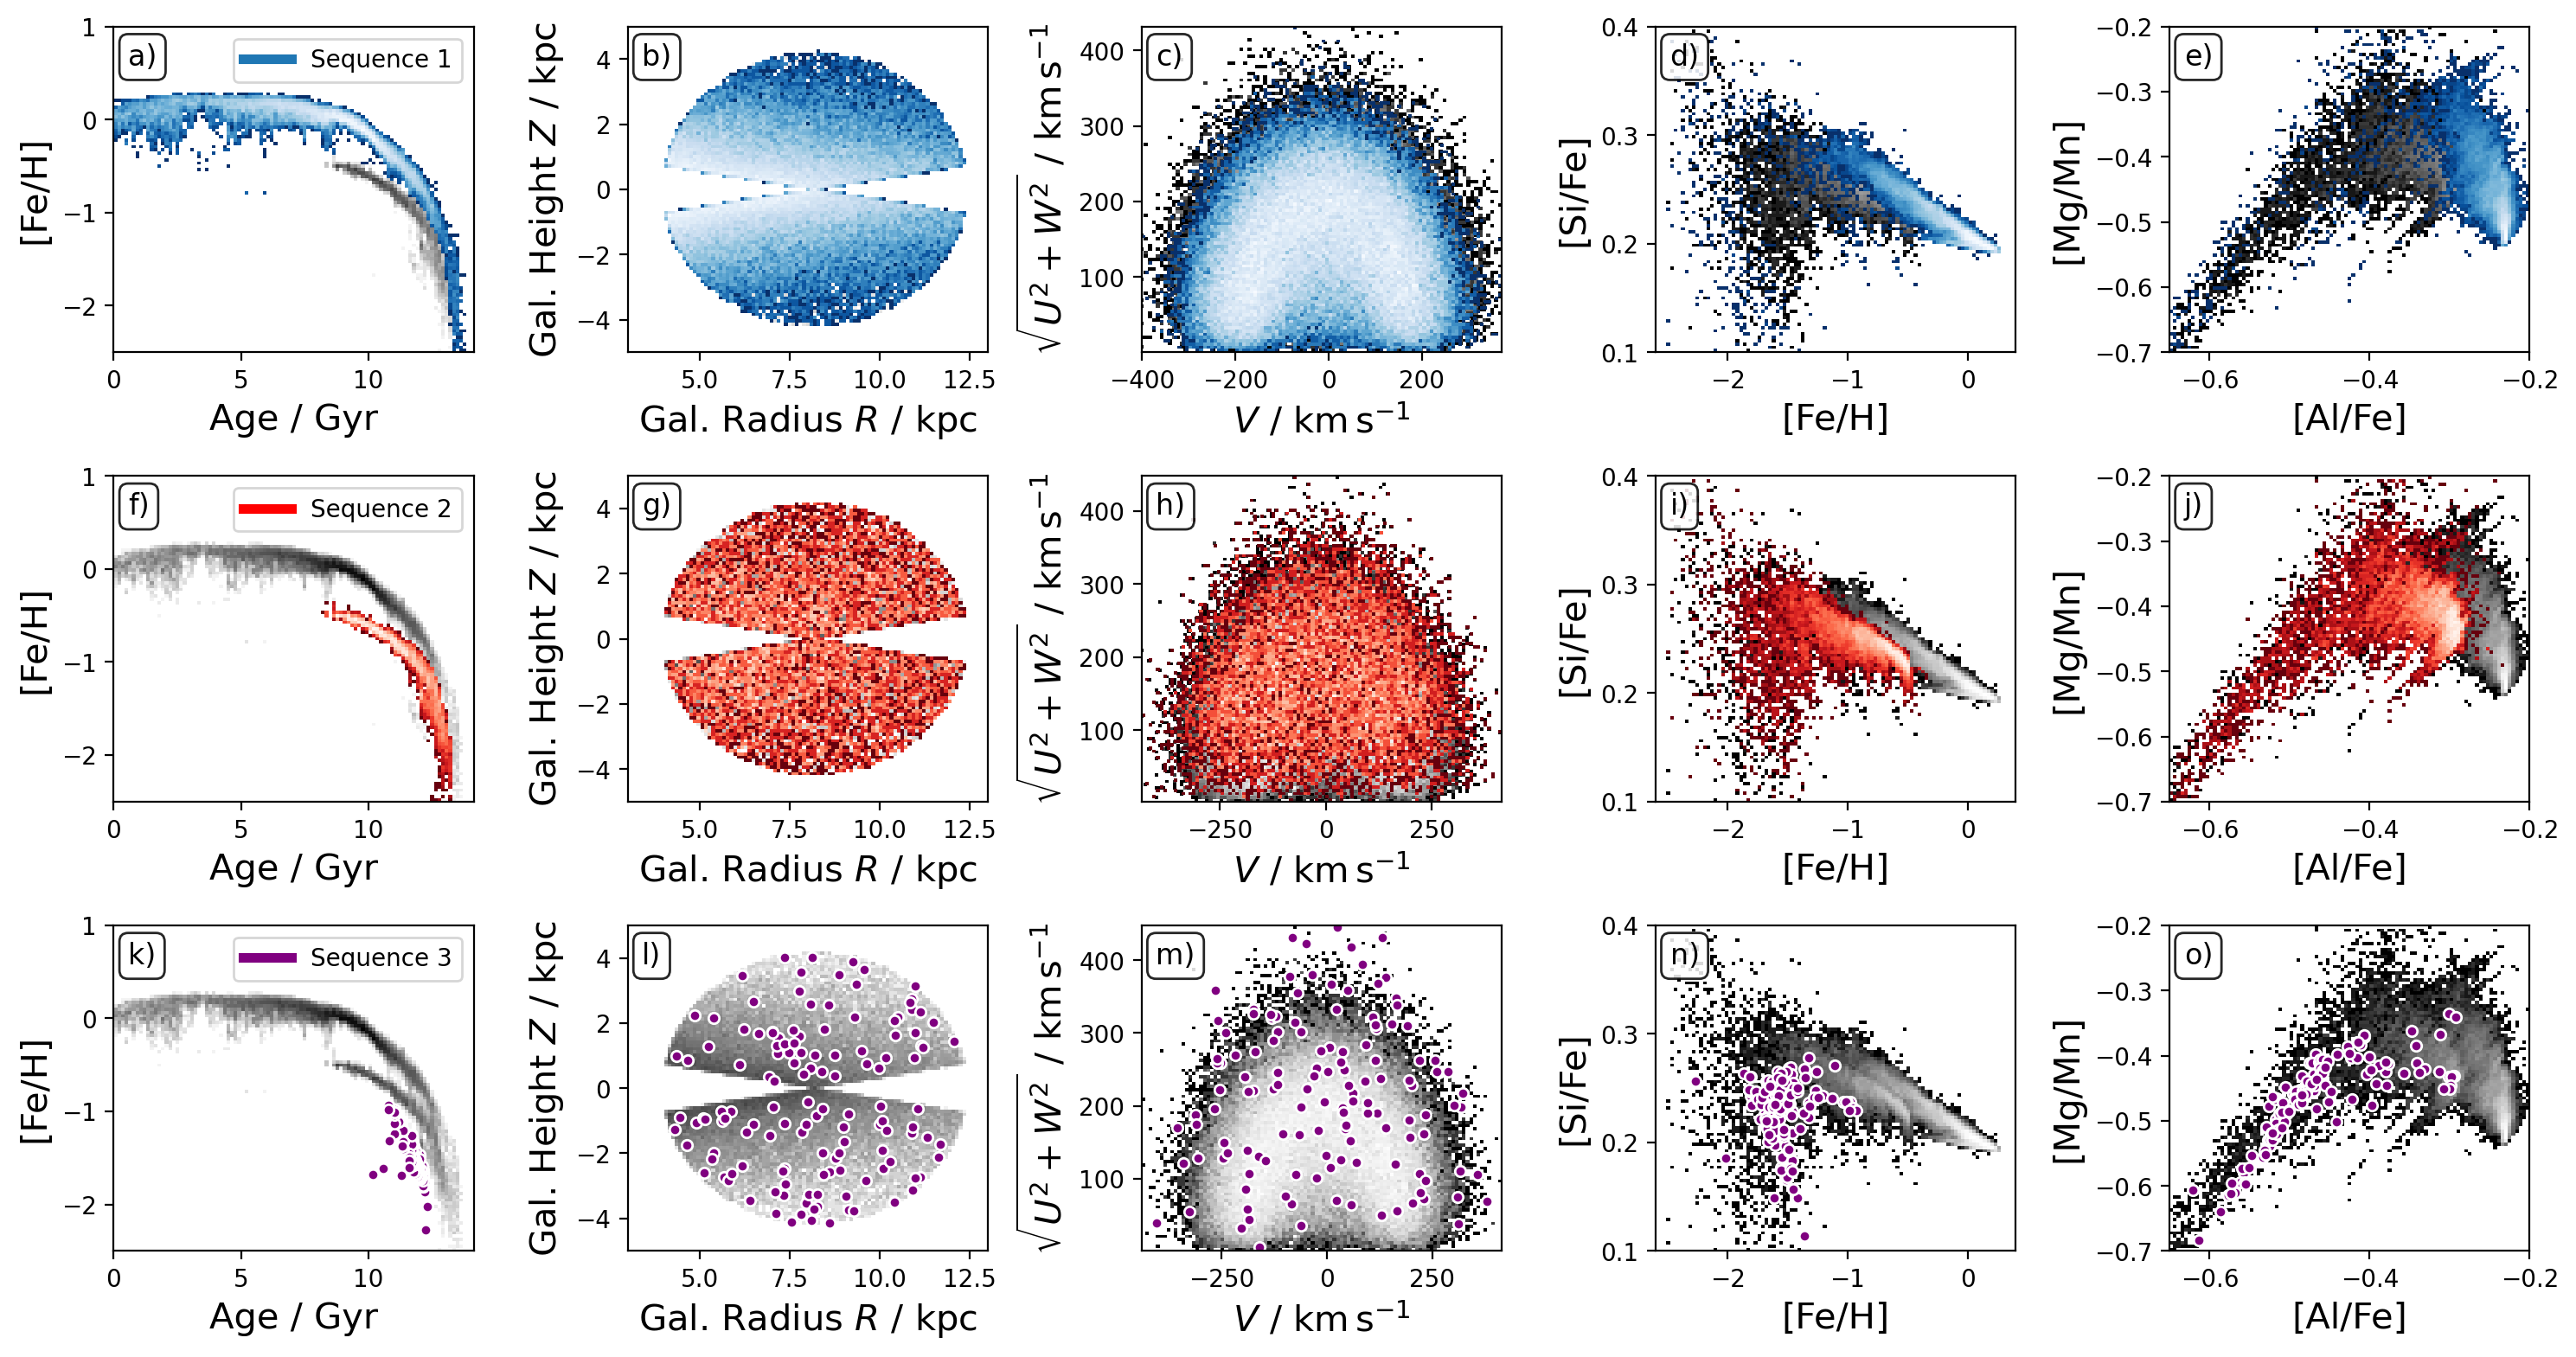 a)
Sequence 1
1
0
−1
−2
[Fe/H]
0
5
10
Age / Gyr
b)
4
2
0
−2
−4
Gal. Height Z / kpc
5.0
7.5
10.0
12.5
Gal. Radius R / kpc
c)
400
300
200
100
√U² + W² / km s⁻¹
−400
−200
0
200
V / km s⁻¹
d)
0.4
0.3
0.2
0.1
[Si/Fe]
−2
−1
0
[Fe/H]
e)
−0.2
−0.3
−0.4
−0.5
−0.6
−0.7
[Mg/Mn]
−0.6
−0.4
−0.2
[Al/Fe]
f)
Sequence 2
1
0
−1
−2
[Fe/H]
0
5
10
Age / Gyr
g)
4
2
0
−2
−4
Gal. Height Z / kpc
5.0
7.5
10.0
12.5
Gal. Radius R / kpc
h)
400
300
200
100
√U² + W² / km s⁻¹
−250
0
250
V / km s⁻¹
i)
0.4
0.3
0.2
0.1
[Si/Fe]
−2
−1
0
[Fe/H]
j)
−0.2
−0.3
−0.4
−0.5
−0.6
−0.7
[Mg/Mn]
−0.6
−0.4
−0.2
[Al/Fe]
k)
Sequence 3
1
0
−1
−2
[Fe/H]
0
5
10
Age / Gyr
l)
4
2
0
−2
−4
Gal. Height Z / kpc
5.0
7.5
10.0
12.5
Gal. Radius R / kpc
m)
400
300
200
100
√U² + W² / km s⁻¹
−250
0
250
V / km s⁻¹
n)
0.4
0.3
0.2
0.1
[Si/Fe]
−2
−1
0
[Fe/H]
o)
−0.2
−0.3
−0.4
−0.5
−0.6
−0.7
[Mg/Mn]
−0.6
−0.4
−0.2
[Al/Fe]